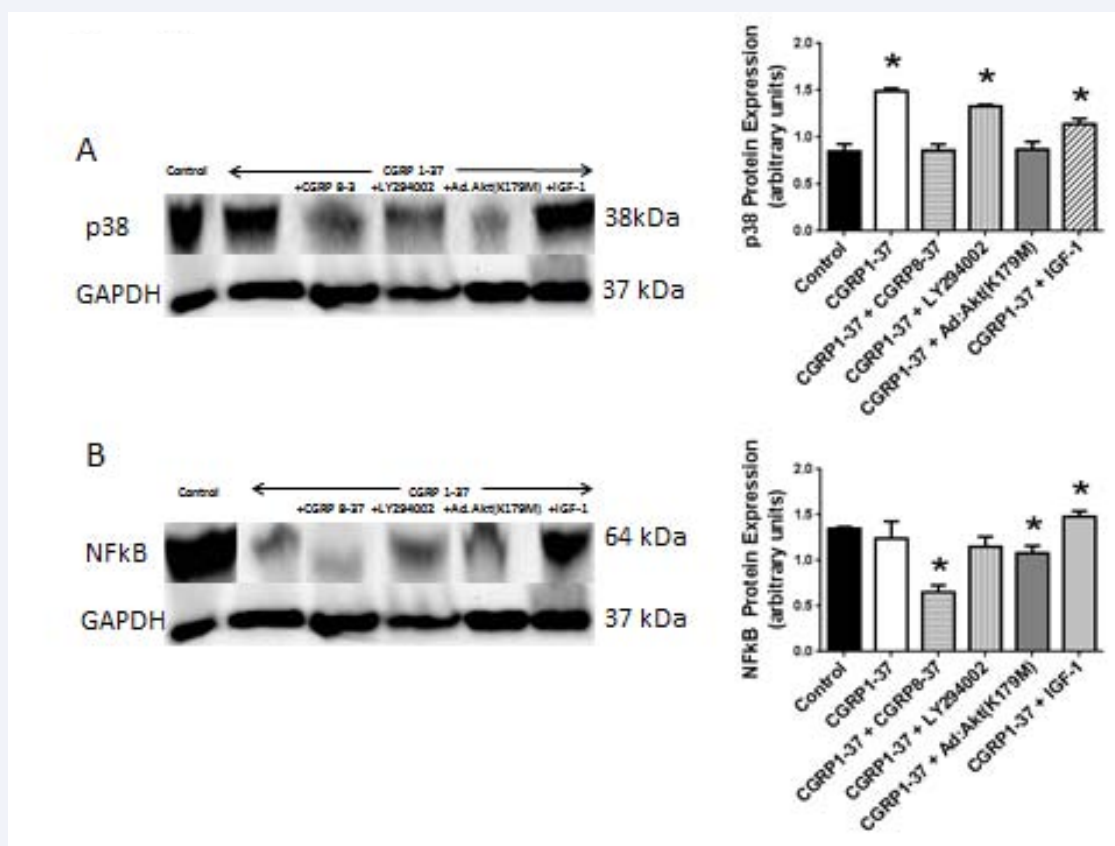 A
Control
CGRP 1-37
+CGRP 8-3 +LY294002 +Ad.Akt(K179M) +IGF-1
p38
38kDa
GAPDH
37 kDa
p38 Protein Expression
(arbitrary units)
2.0
1.5
1.0
0.5
0.0
*
*
*
Control
CGRP1-37
CGRP1-37 + CGRP8-37
CGRP1-37 + LY294002
CGRP1-37 + Ad:Akt(K179M)
CGRP1-37 + IGF-1
B
Control
CGRP 1-37
+CGRP 8-37 +LY294002 +Ad.Akt(K179M) +IGF-1
NFkB
64 kDa
GAPDH
37 kDa
NFkB Protein Expression
(arbitrary units)
2.0
1.5
1.0
0.5
0.0
*
*
*
Control
CGRP1-37
CGRP1-37 + CGRP8-37
CGRP1-37 + LY294002
CGRP1-37 + Ad:Akt(K179M)
CGRP1-37 + IGF-1